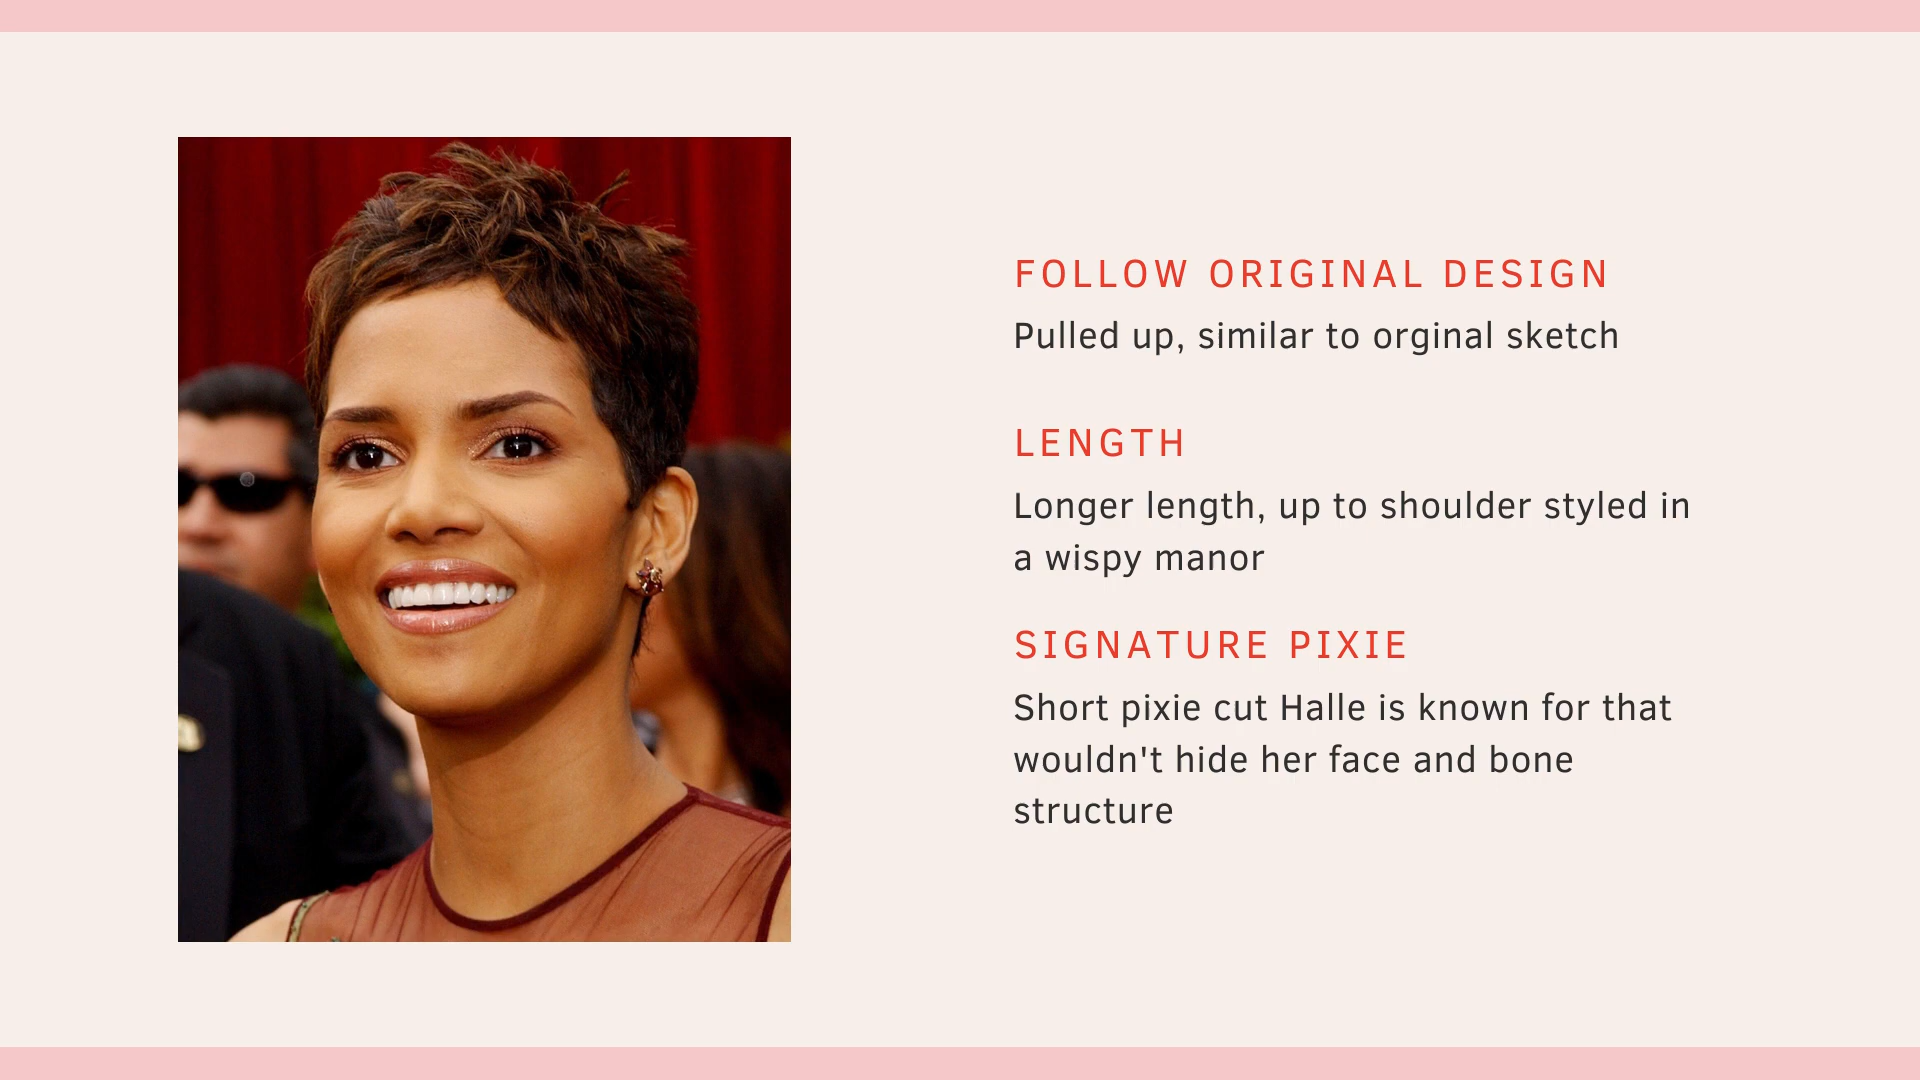 FOLLOW ORIGINAL DESIGN
Pulled up, similar to orginal sketch
LENGTH
Longer length, up to shoulder styled in
a wispy manor
SIGNATURE PIXIE
Short pixie cut Halle is known for that
wouldn't hide her face and bone
structure